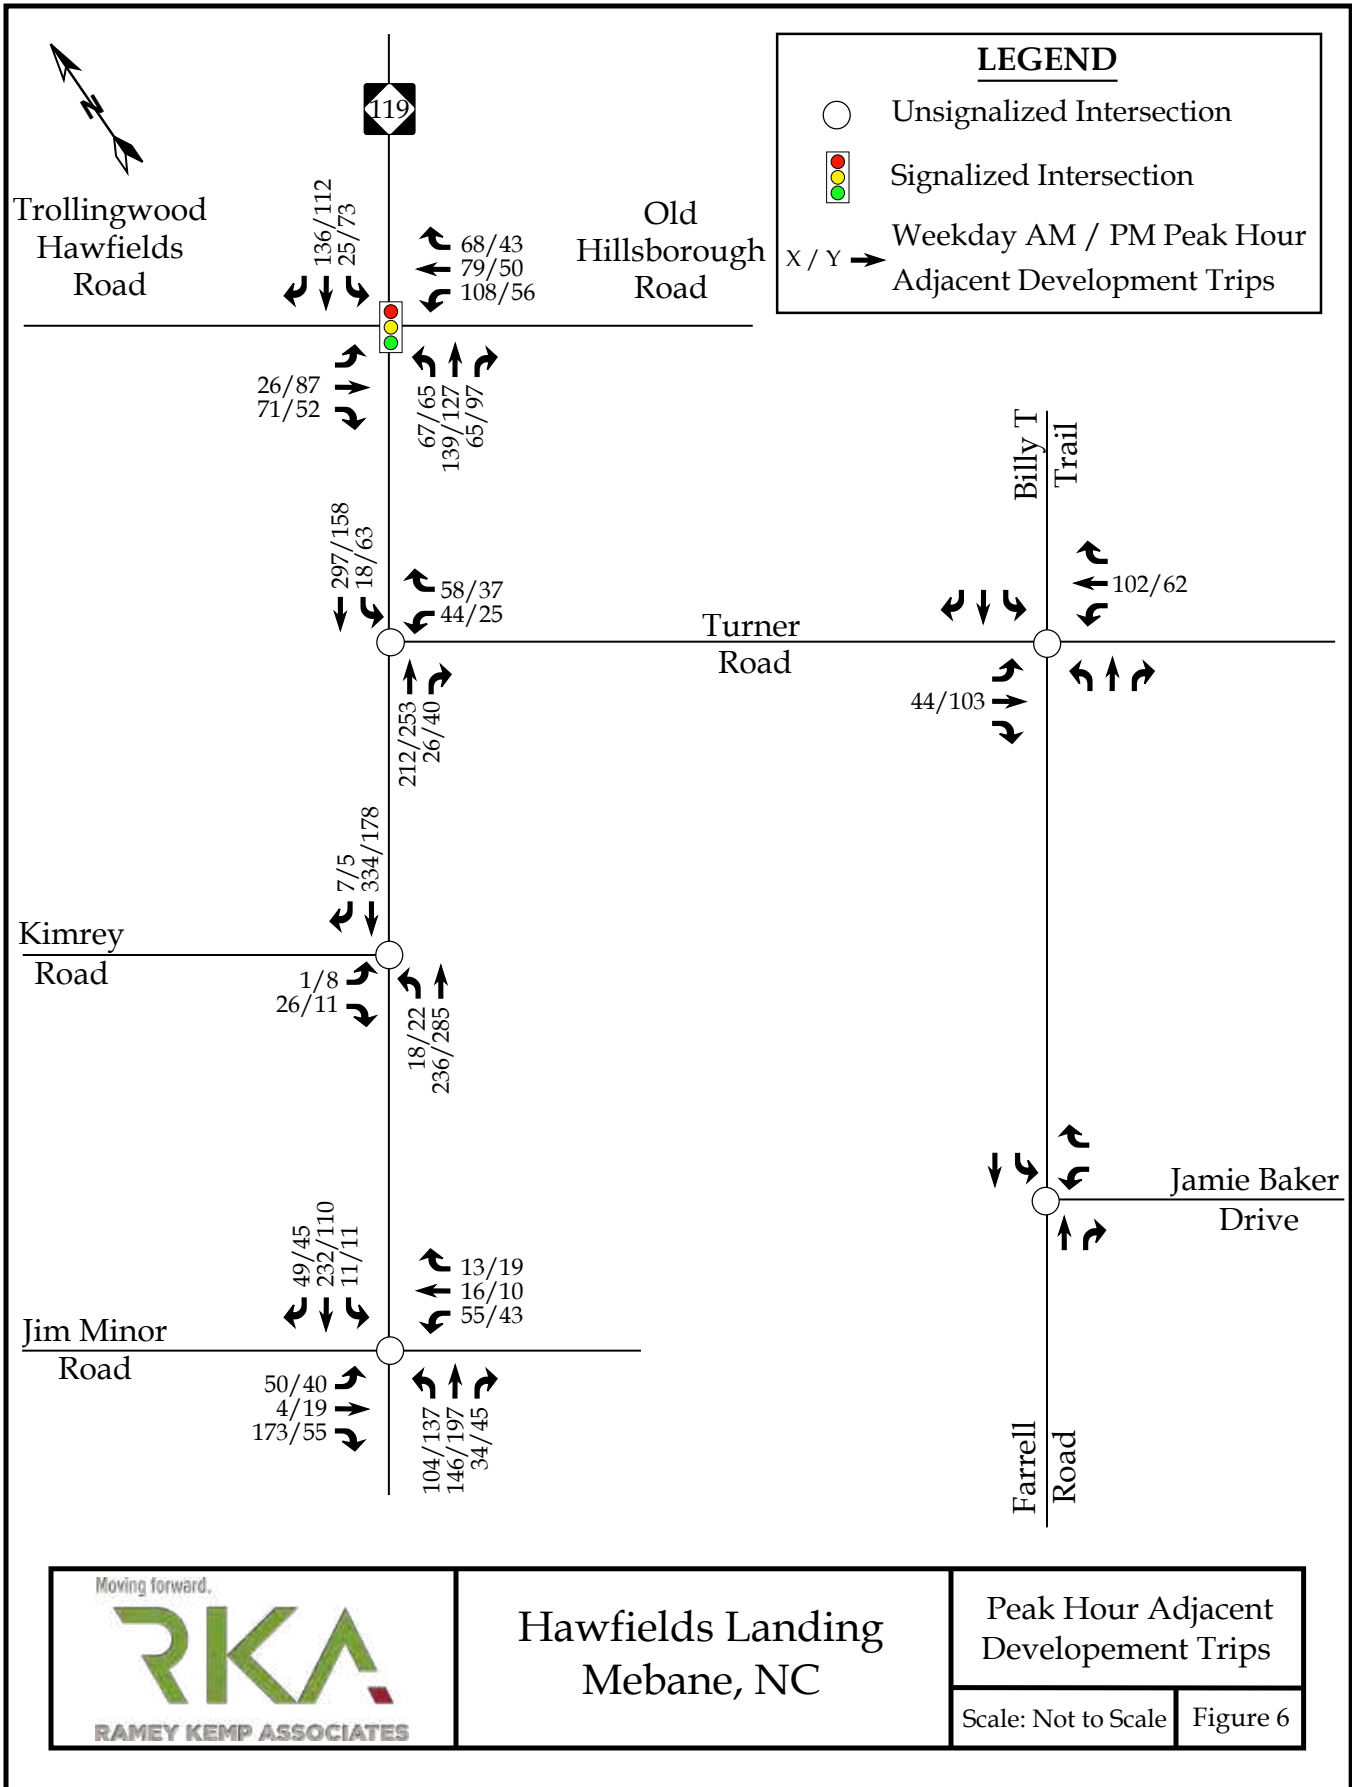 LEGEND
Unsignalized Intersection
Signalized Intersection
X / Y
Weekday AM / PM Peak Hour
Adjacent Development Trips
N
119
Trollingwood
Hawfields
Road
Old
Hillsborough
Road
136/112
25/73
68/43
79/50
108/56
26/87
71/52
67/65
139/127
65/97
Billy T
Trail
297/158
18/63
58/37
44/25
102/62
Turner
Road
44/103
212/253
26/40
7/5
334/178
Kimrey
Road
1/8
26/11
18/22
236/285
Jamie Baker
Drive
49/45
232/110
11/11
13/19
16/10
55/43
Jim Minor
Road
50/40
4/19
173/55
104/137
146/197
34/45
Farrell
Road
Moving forward.
RKA
RAMEY KEMP ASSOCIATES
Hawfields Landing
Mebane, NC
Peak Hour Adjacent
Developement Trips
Scale: Not to Scale
Figure 6